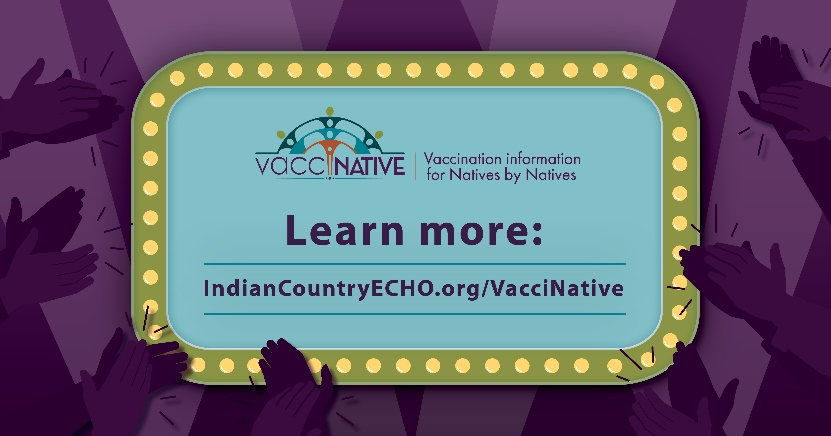 vacciNATIVE
Vaccination information
for Natives by Natives
Learn more:
IndianCountryECHO.org/VacciNative